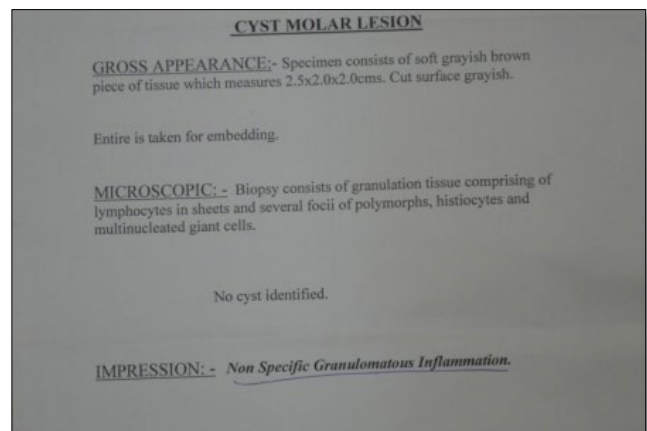 CYST MOLAR LESION
GROSS APPEARANCE:- Specimen consists of soft grayish brown
piece of tissue which measures 2.5x2.0x2.0cms. Cut surface grayish.
Entire is taken for embedding.
MICROSCOPIC: - Biopsy consists of granulation tissue comprising of
lymphocytes in sheets and several focii of polymorphs, histiocytes and
multinucleated giant cells.
No cyst identified.
IMPRESSION: - Non Specific Granulomatous Inflammation.